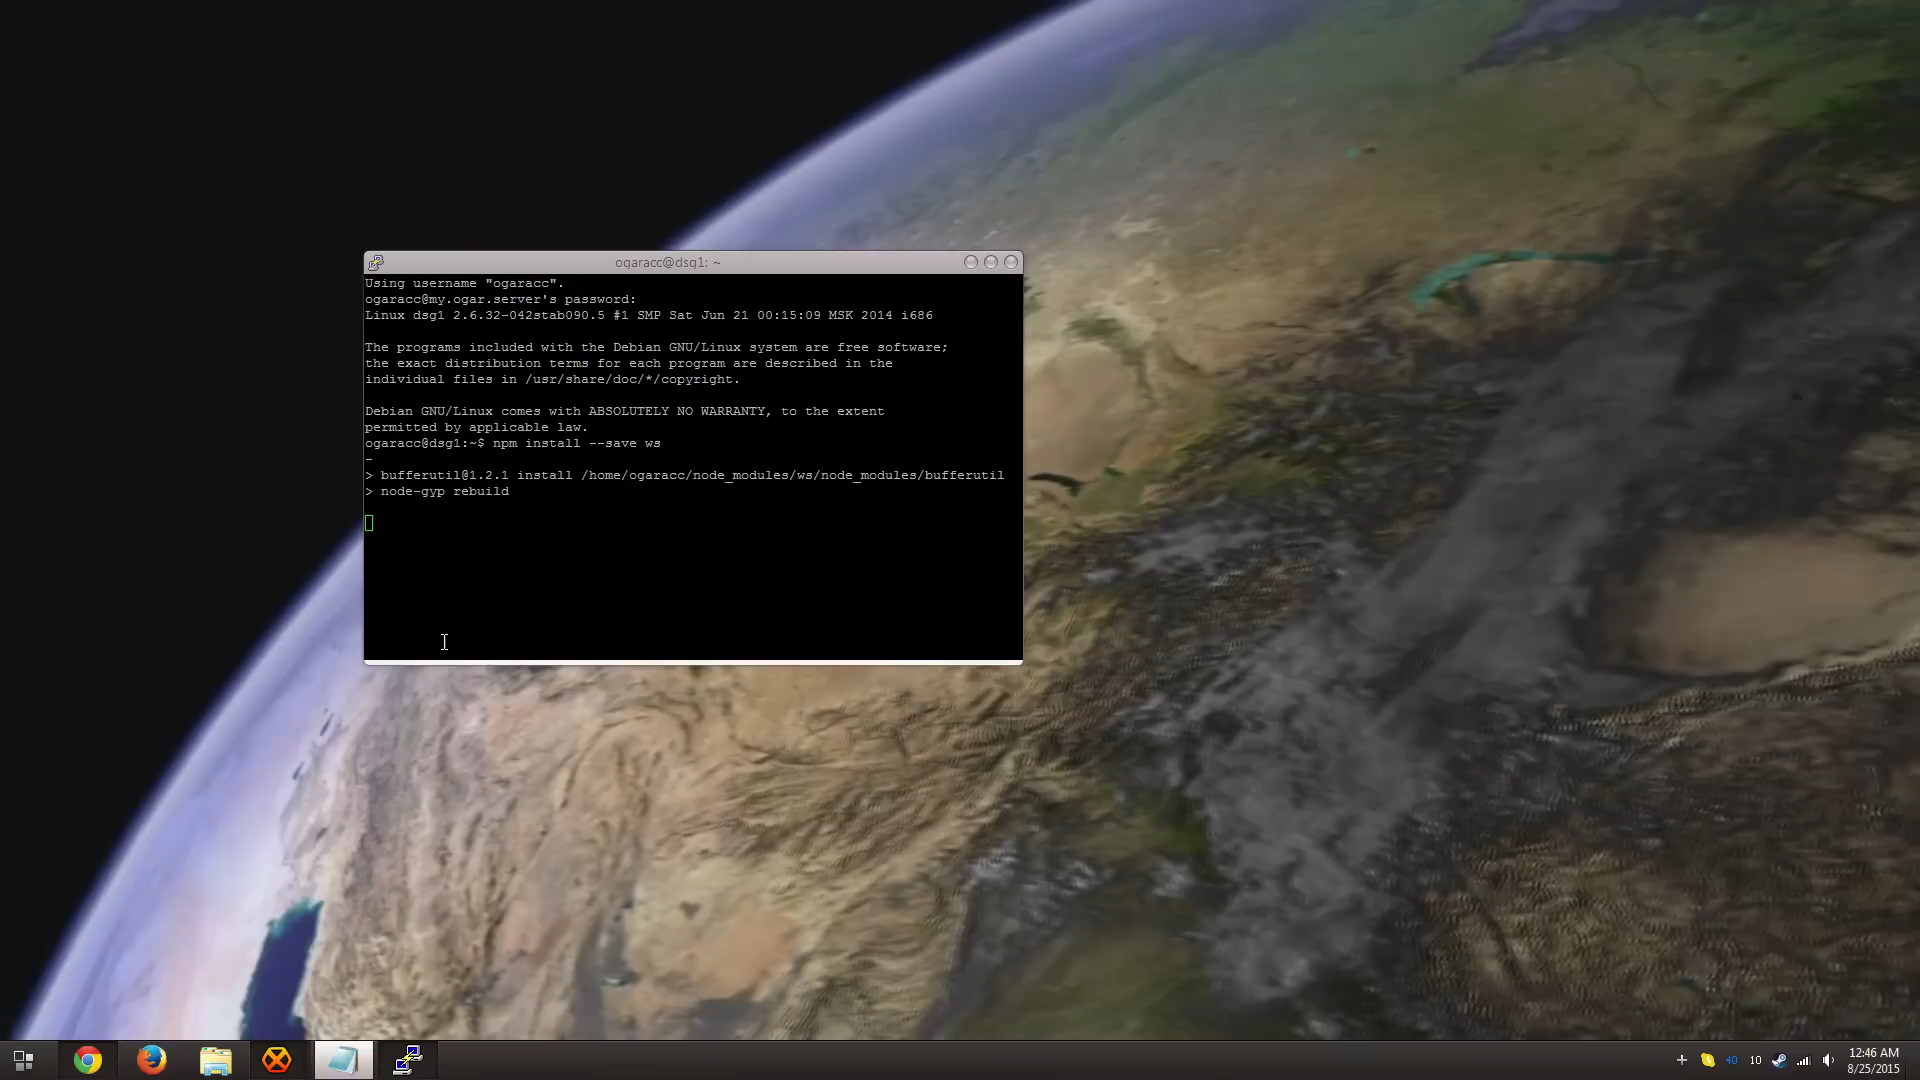 ogaracc@dsg1: ~
Using username "ogaracc".
ogaracc@my.ogar.server's password:
Linux dsg1 2.6.32-042stab090.5 #1 SMP Sat Jun 21 00:15:09 MSK 2014 i686
The programs included with the Debian GNU/Linux system are free software;
the exact distribution terms for each program are described in the
individual files in /usr/share/doc/*/copyright.
Debian GNU/Linux comes with ABSOLUTELY NO WARRANTY, to the extent
permitted by applicable law.
ogaracc@dsg1:~$ npm install --save ws
-
> bufferutil@1.2.1 install /home/ogaracc/node_modules/ws/node_modules/bufferutil
> node-gyp rebuild
40 10 12:46 AM
8/25/2015